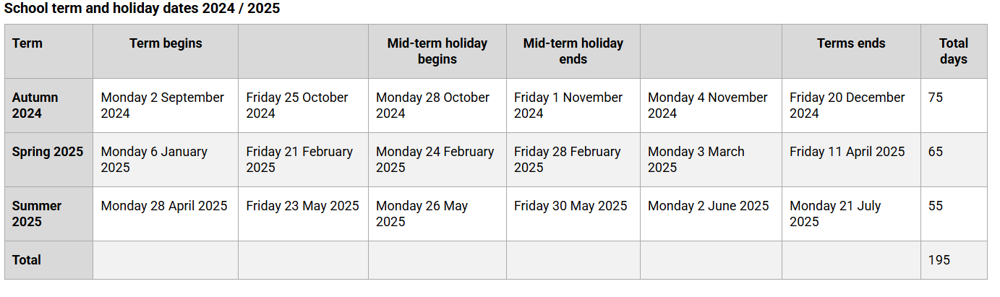 School term and holiday dates 2024 / 2025
Term Term begins Mid-term holiday begins Mid-term holiday ends Terms ends Total days
Autumn 2024 Monday 2 September 2024 Friday 25 October 2024 Monday 28 October 2024 Friday 1 November 2024 Monday 4 November 2024 Friday 20 December 2024 75
Spring 2025 Monday 6 January 2025 Friday 21 February 2025 Monday 24 February 2025 Friday 28 February 2025 Monday 3 March 2025 Friday 11 April 2025 65
Summer 2025 Monday 28 April 2025 Friday 23 May 2025 Monday 26 May 2025 Friday 30 May 2025 Monday 2 June 2025 Monday 21 July 2025 55
Total 195